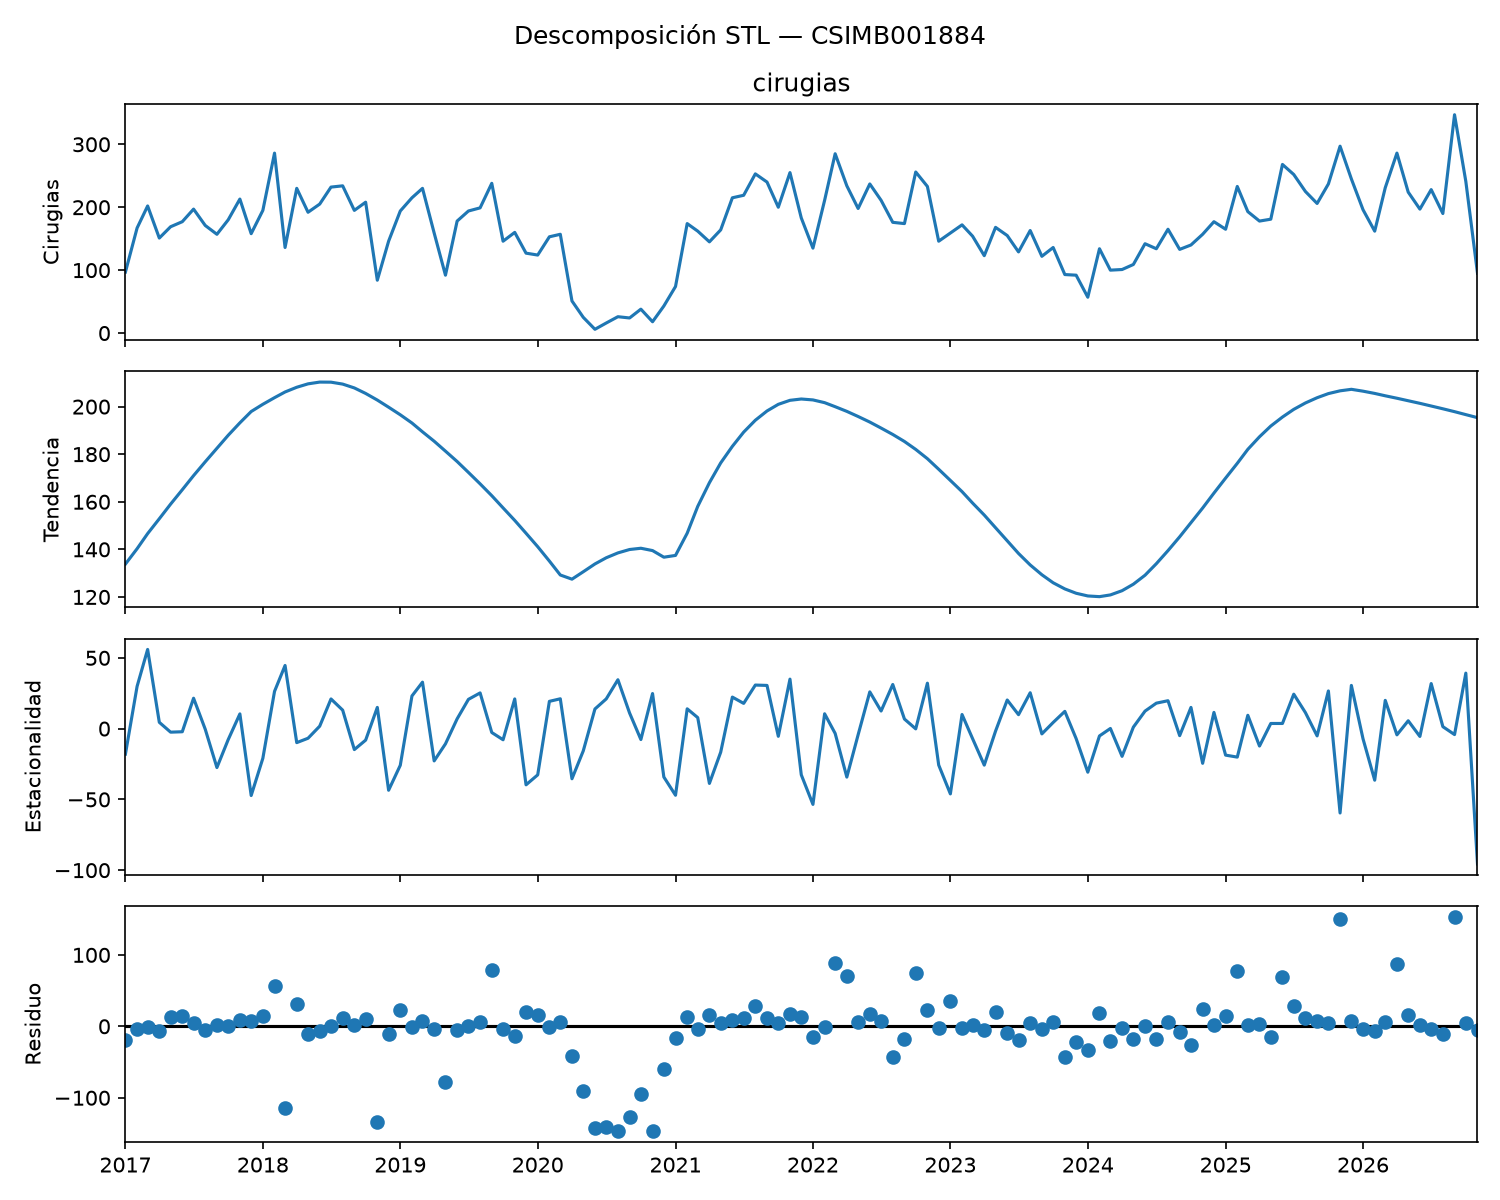 Descomposición STL — CSIMB001884
cirugias
Cirugias
300
200
100
0
Tendencia
200
180
160
140
120
Estacionalidad
50
0
−50
−100
Residuo
100
0
−100
2017 2018 2019 2020 2021 2022 2023 2024 2025 2026